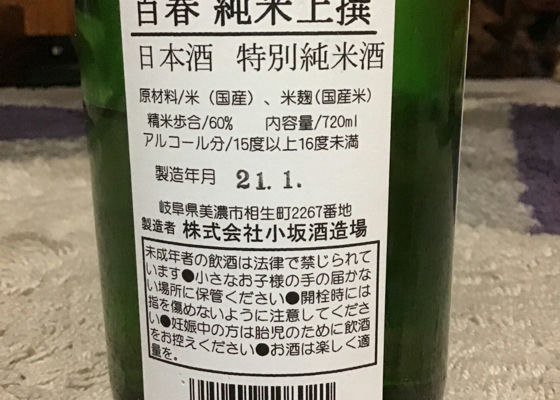 百春 純米上撰
日本酒 特別純米酒
原材料/米（国産）、米麹(国産米)
精米歩合/60% 内容量/720ml
アルコール分/15度以上16度未満
製造年月 21.1.
岐阜県美濃市相生町2267番地
製造者 株式会社小坂酒造場
未成年者の飲酒は法律で禁じられて
います●小さなお子様の手の届かな
い場所に保管ください●開栓時には
指を傷めないように注意してくださ
い●妊娠中の方は胎児のために飲酒
をお控えください●お酒は楽しく適
量を。